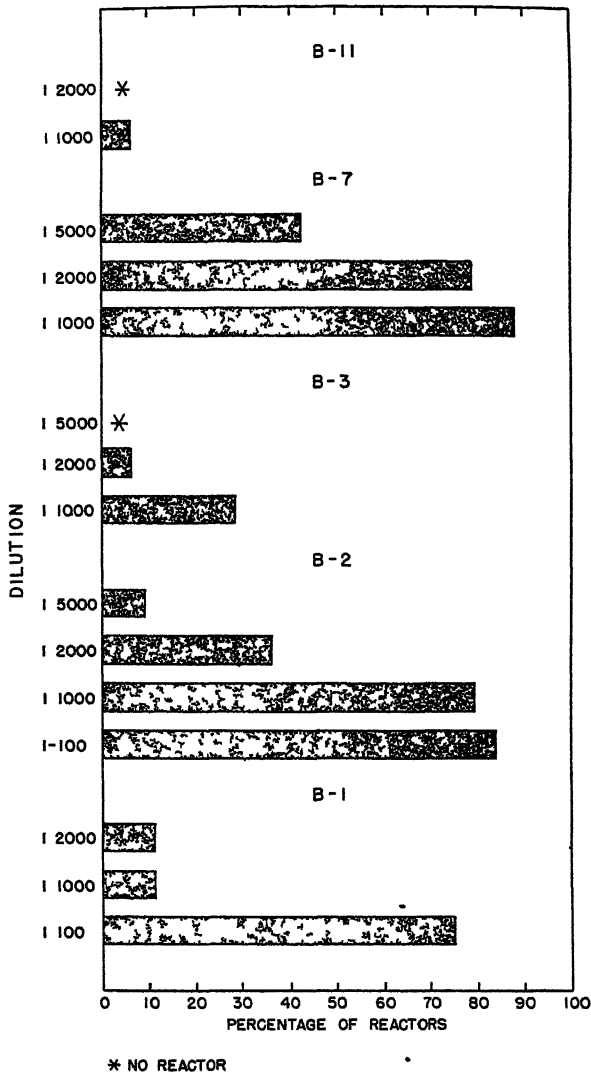 B-11
1 2000 *
1 1000
B-7
1 5000
1 2000
1 1000
B-3
1 5000 *
1 2000
1 1000
B-2
1 5000
1 2000
1 1000
1-100
B-1
1 2000
1 1000
1 100
DILUTION
0 10 20 30 40 50 60 70 80 90 100
PERCENTAGE OF REACTORS
* NO REACTOR